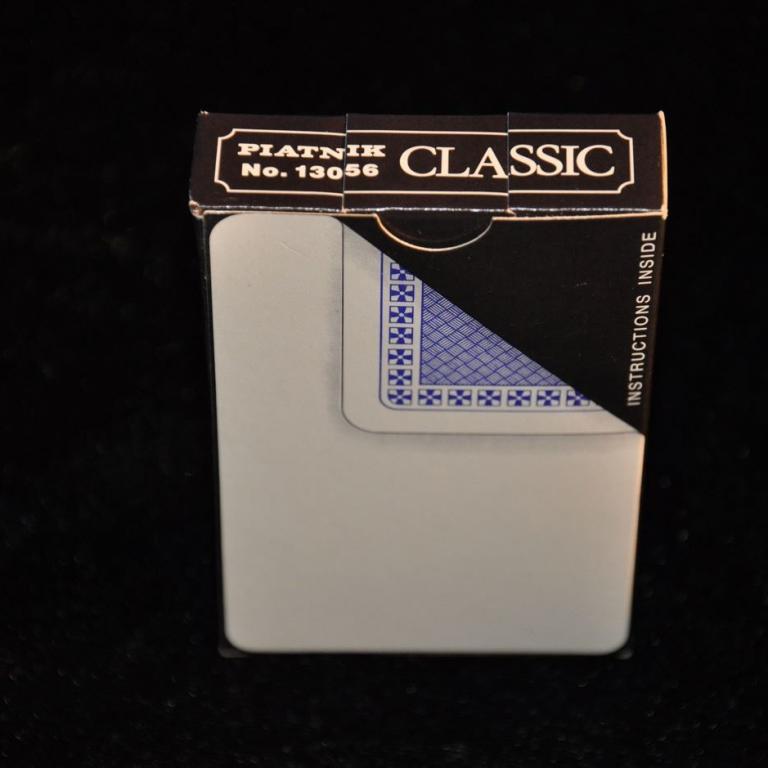 PIATNIK
No. 13056
CLASSIC
INSTRUCTIONS INSIDE